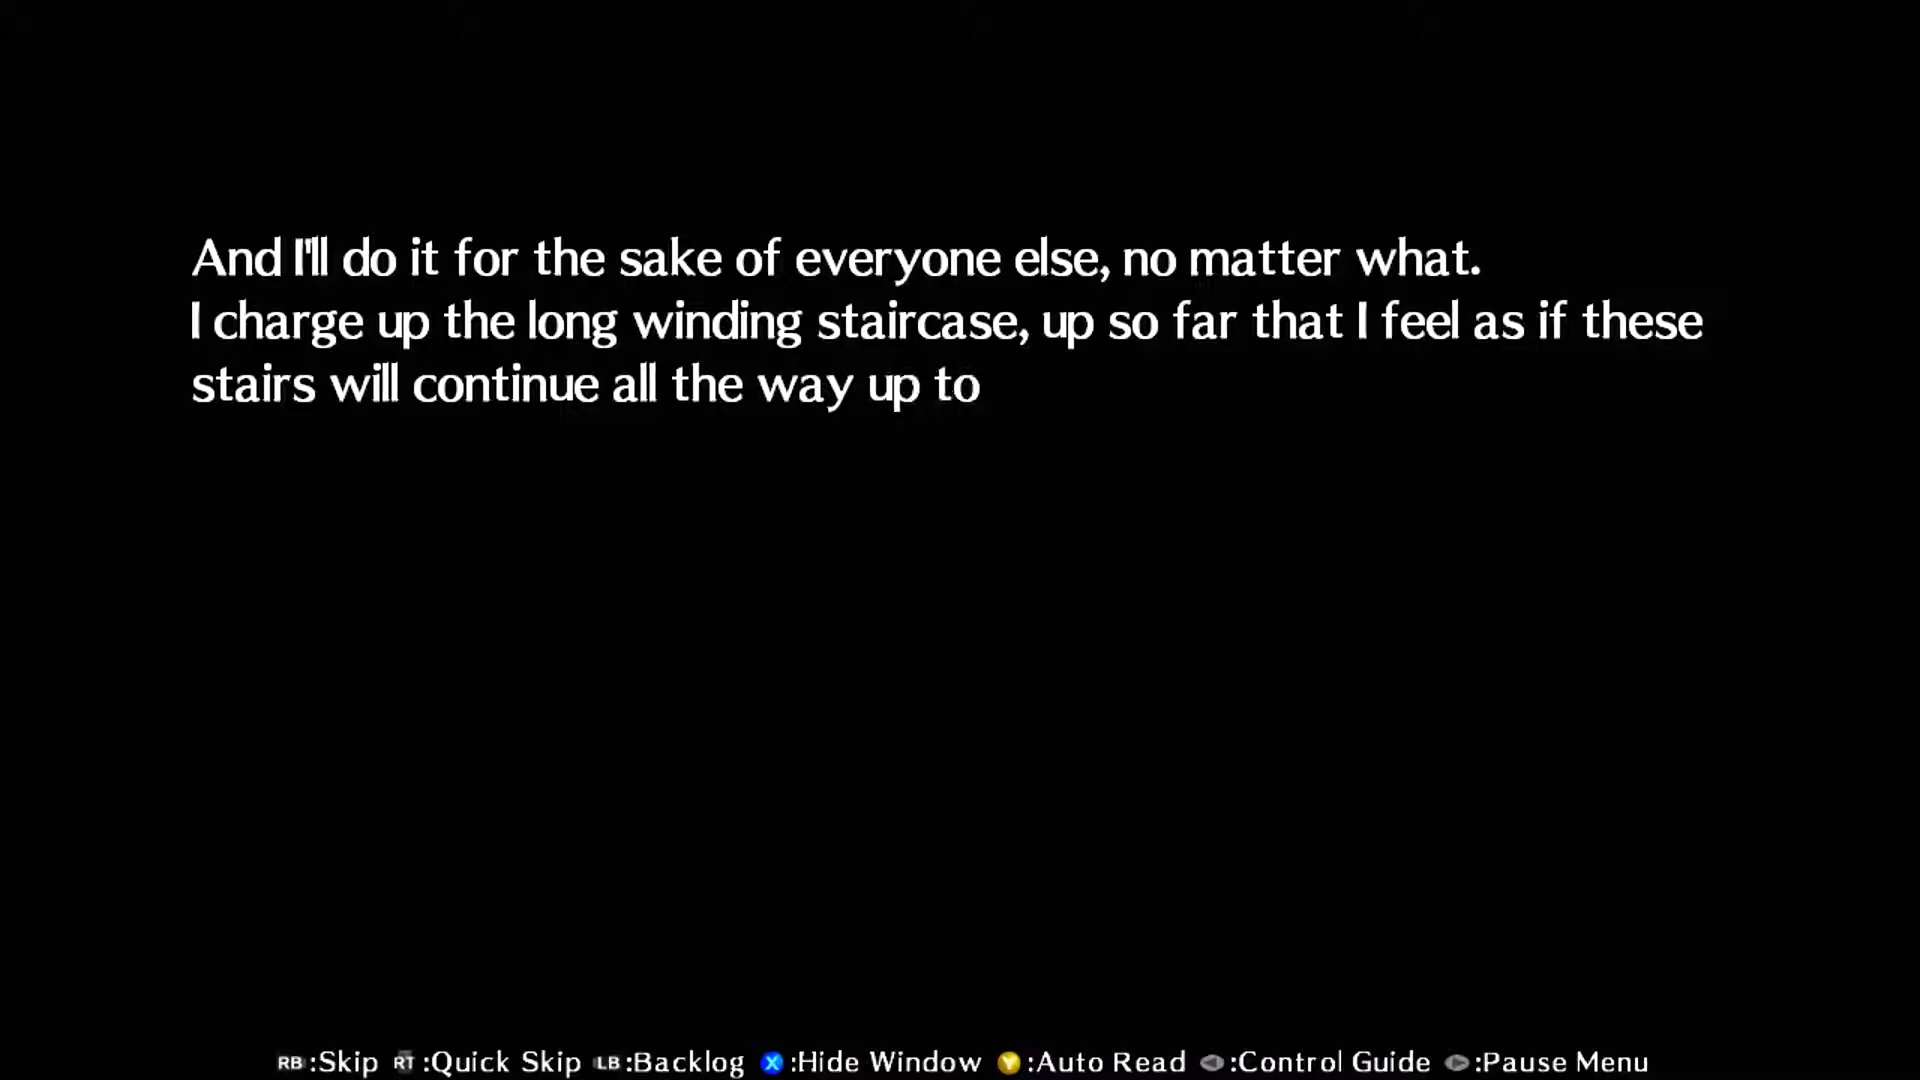 And I'll do it for the sake of everyone else, no matter what.
I charge up the long winding staircase, up so far that I feel as if these
stairs will continue all the way up to
RB:Skip RT:Quick Skip LB:Backlog X:Hide Window Y:Auto Read :Control Guide :Pause Menu